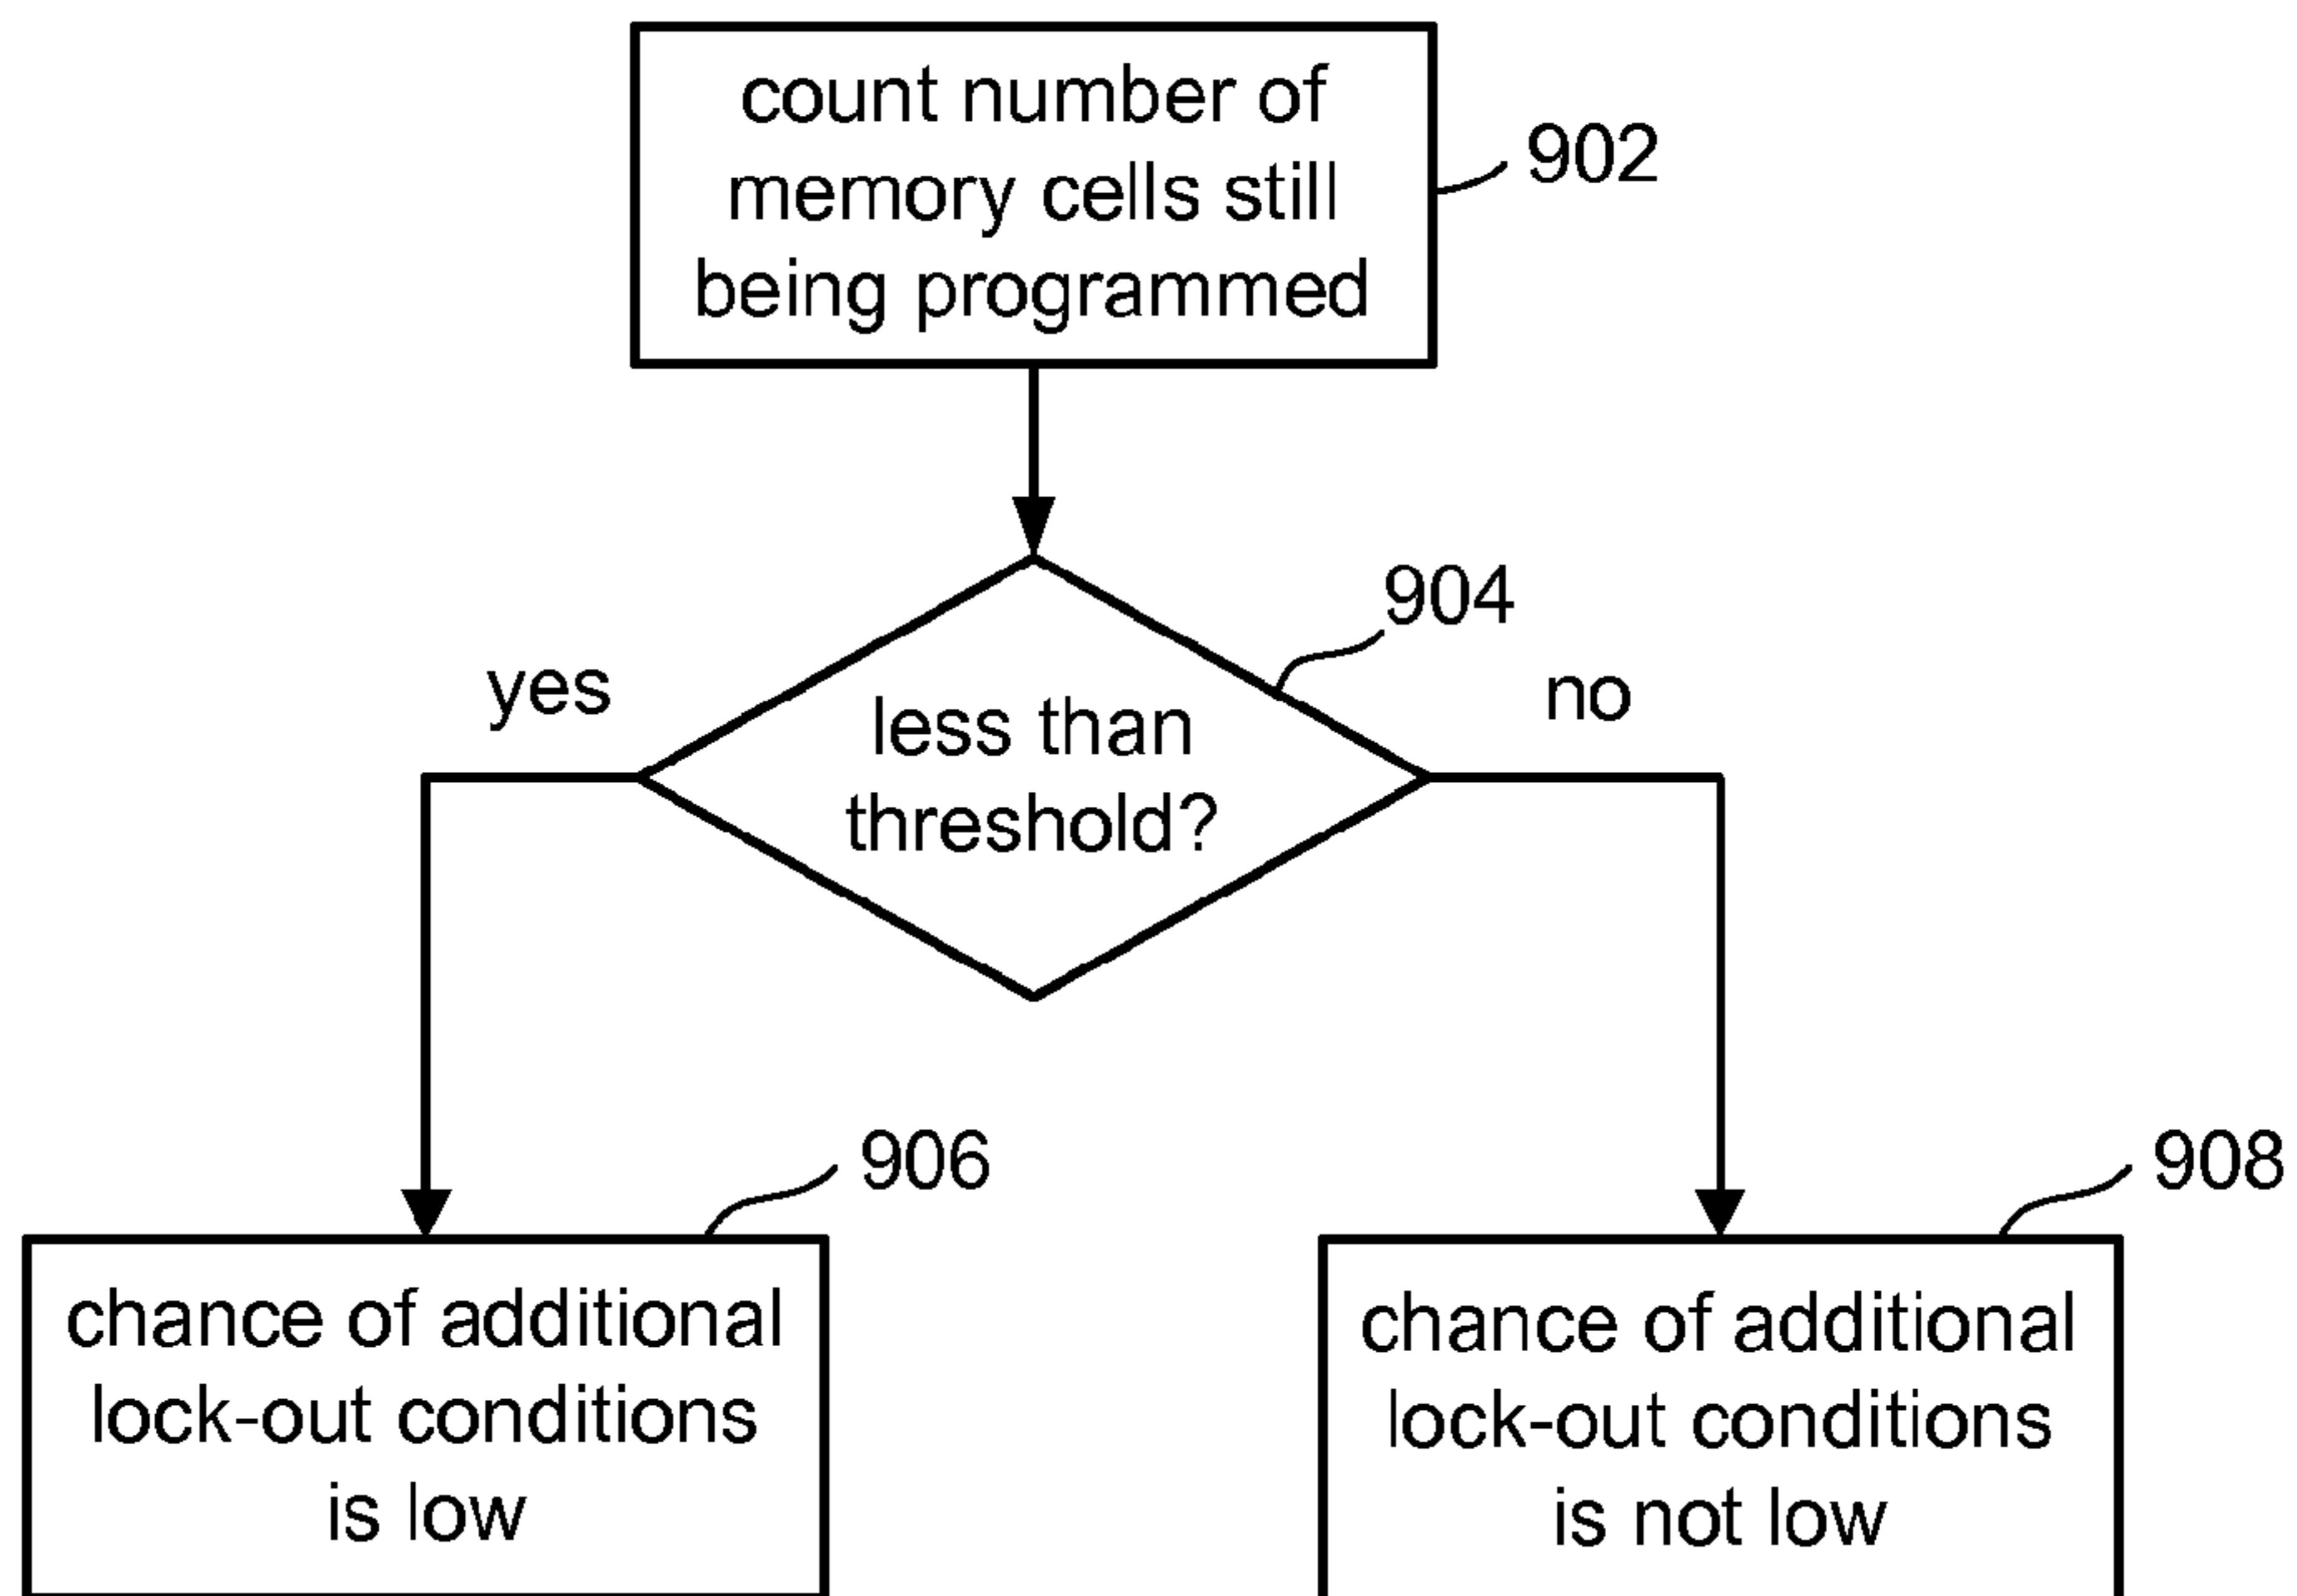 count number of
memory cells still
being programmed
902
904
yes
no
less than
threshold?
906
908
chance of additional
lock-out conditions
is low
chance of additional
lock-out conditions
is not low